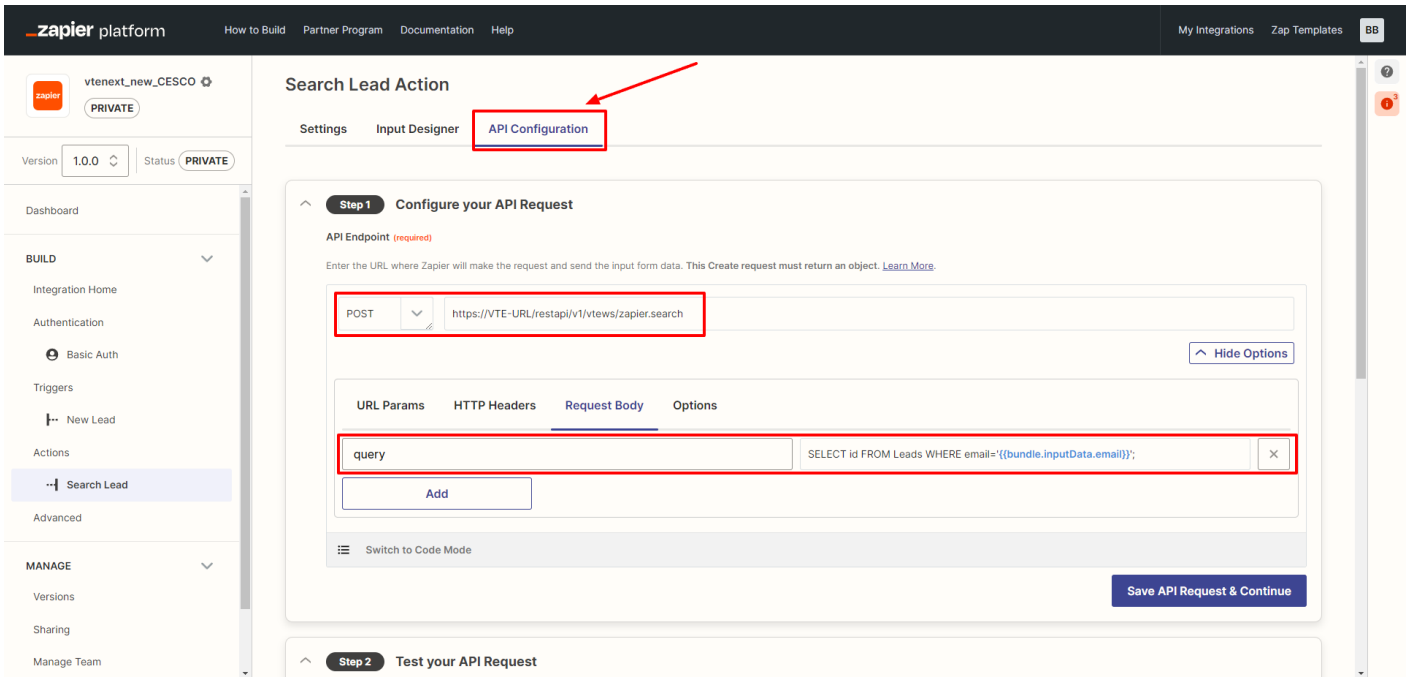 zapier platform How to Build Partner Program Documentation Help My Integrations Zap Templates BB
zapier
vtenext_new_CESCO
PRIVATE
Version 1.0.0 Status PRIVATE
Dashboard
BUILD
Integration Home
Authentication
Basic Auth
Triggers
New Lead
Actions
Search Lead
Advanced
MANAGE
Versions
Sharing
Manage Team
Search Lead Action
Settings Input Designer API Configuration
Step 1 Configure your API Request
API Endpoint (required)
Enter the URL where Zapier will make the request and send the input form data. This Create request must return an object. Learn More.
POST https://VTE-URL/restapi/v1/vtews/zapier.search
Hide Options
URL Params HTTP Headers Request Body Options
query SELECT id FROM Leads WHERE email='{{bundle.inputData.email}}';
Add
Switch to Code Mode
Save API Request & Continue
Step 2 Test your API Request
3